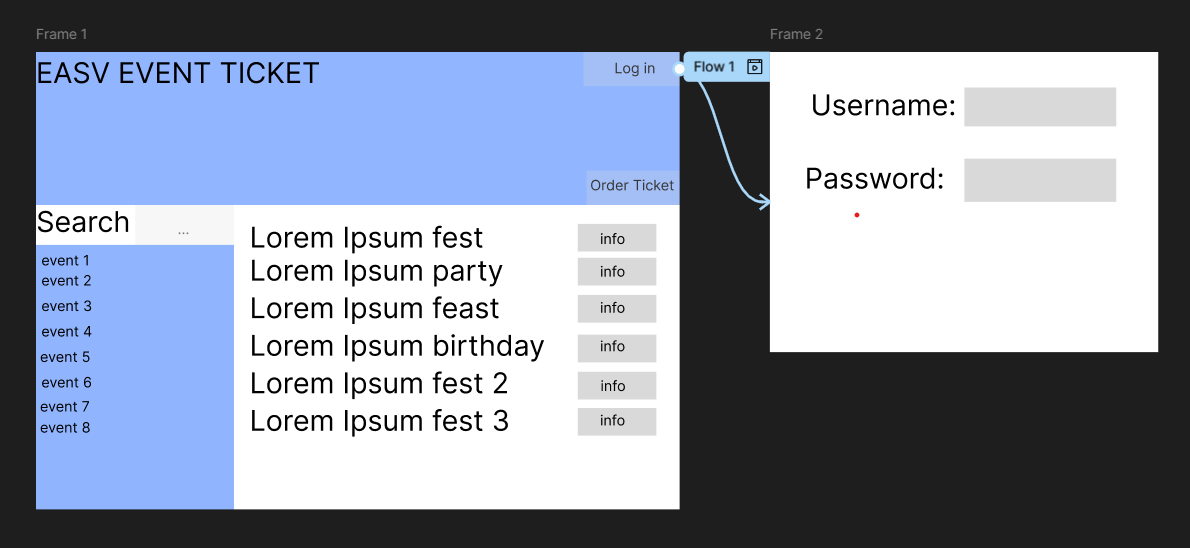 Frame 1
EASV EVENT TICKET
Log in
Order Ticket
Search
...
event 1
event 2
event 3
event 4
event 5
event 6
event 7
event 8
Lorem Ipsum fest
info
Lorem Ipsum party
info
Lorem Ipsum feast
info
Lorem Ipsum birthday
info
Lorem Ipsum fest 2
info
Lorem Ipsum fest 3
info
Flow 1
Frame 2
Username:
Password: